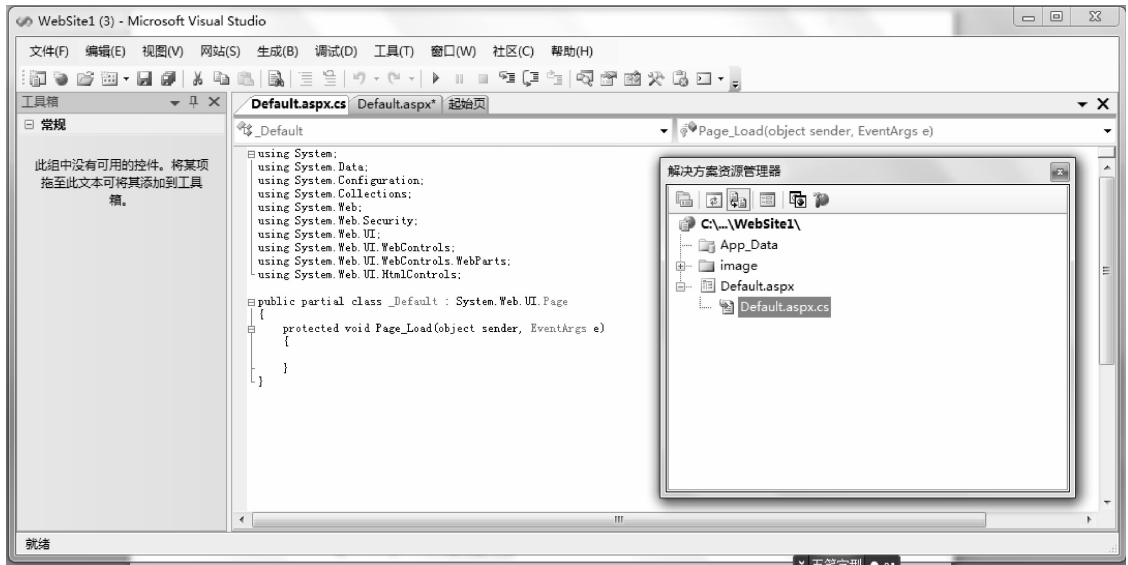 WebSite1 (3) - Microsoft Visual Studio
文件(F) 编辑(E) 视图(V) 网站(S) 生成(B) 调试(D) 工具(T) 窗口(W) 社区(C) 帮助(H)
工具箱
常规
此组中没有可用的控件。将某项
拖至此文本可将其添加到工具
箱。
Default.aspx.cs Default.aspx* 起始页
_Default
Page_Load(object sender, EventArgs e)
using System;
using System.Data;
using System.Configuration;
using System.Collections;
using System.Web;
using System.Web.Security;
using System.Web.UI;
using System.Web.UI.WebControls;
using System.Web.UI.WebControls.WebParts;
using System.Web.UI.HtmlControls;
public partial class _Default : System.Web.UI.Page
{
protected void Page_Load(object sender, EventArgs e)
{
}
}
解决方案资源管理器
C:\...\WebSite1\
App_Data
image
Default.aspx
Default.aspx.cs
就绪